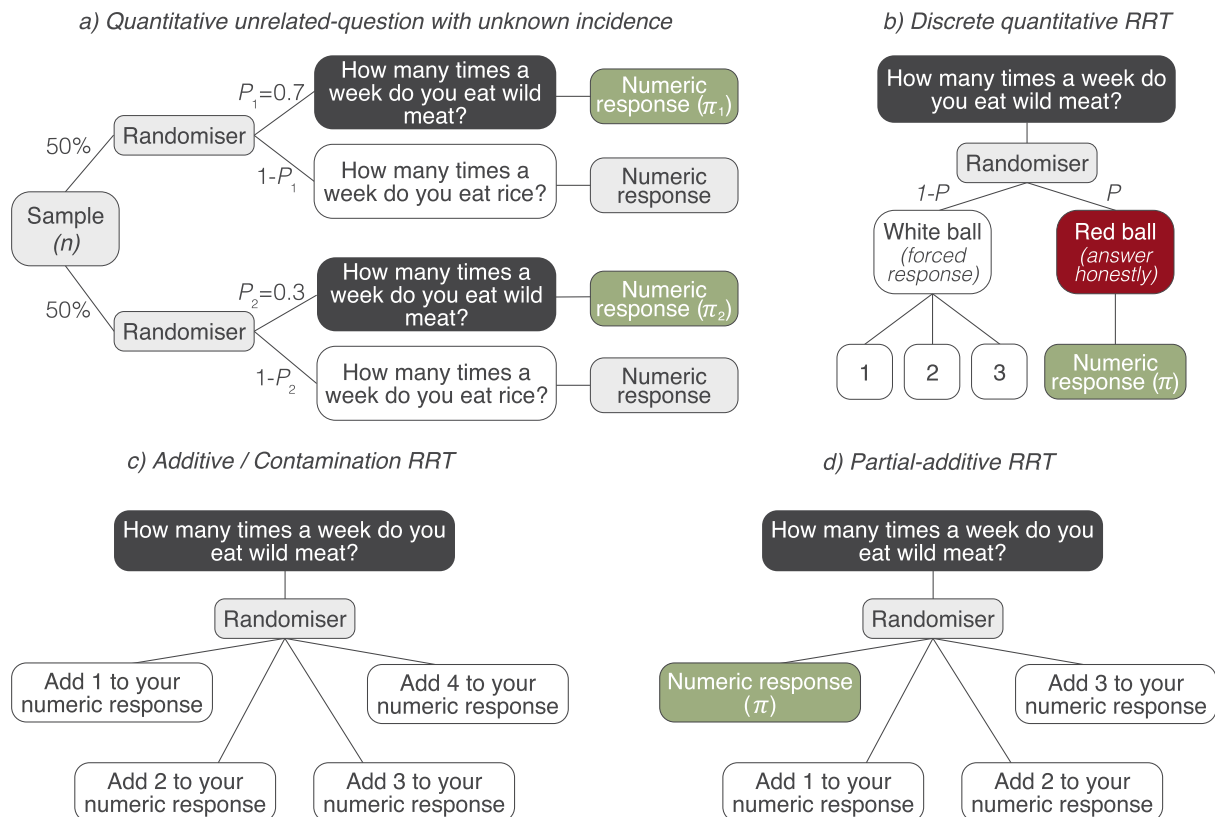 a) Quantitative unrelated-question with unknown incidence
50%
50%
Sample
(n)
Randomiser
P1=0.7
1-P1
How many times a
week do you eat wild
meat?
Numeric
response (π1)
How many times a
week do you eat rice?
Numeric
response
Randomiser
P2=0.3
1-P2
How many times a
week do you eat wild
meat?
Numeric
response (π2)
How many times a
week do you eat rice?
Numeric
response
b) Discrete quantitative RRT
How many times a week do
you eat wild meat?
Randomiser
1-P
P
White ball
(forced
response)
Red ball
(answer
honestly)
1
2
3
Numeric
response (π)
c) Additive / Contamination RRT
How many times a week do you
eat wild meat?
Randomiser
Add 1 to your
numeric response
Add 2 to your
numeric response
Add 3 to your
numeric response
Add 4 to your
numeric response
d) Partial-additive RRT
How many times a week do you
eat wild meat?
Randomiser
Numeric response
(π)
Add 1 to your
numeric response
Add 2 to your
numeric response
Add 3 to your
numeric response